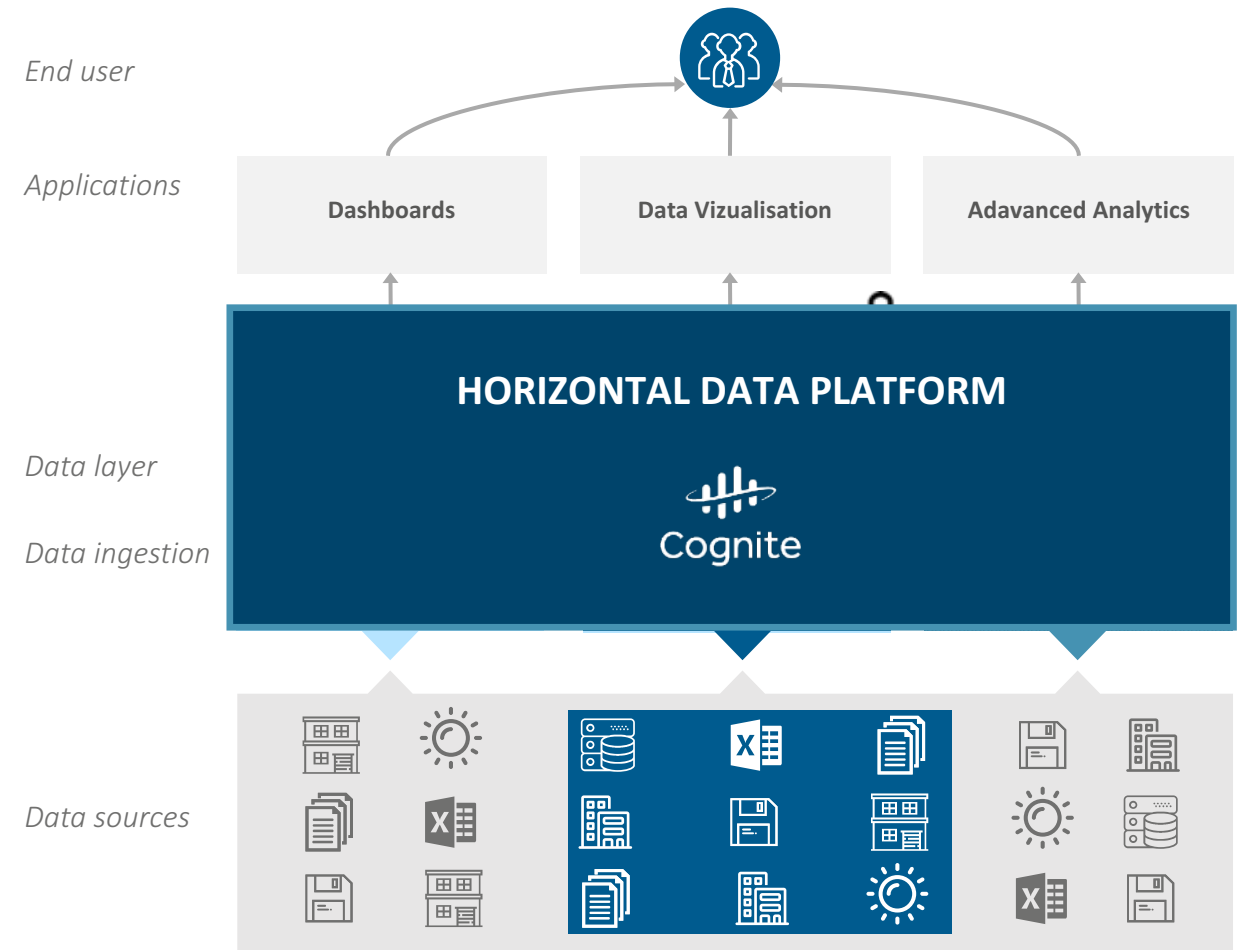 End user
Applications
Dashboards
Data Vizualisation
Adavanced Analytics
HORIZONTAL DATA PLATFORM
Data layer
Cognite
Data ingestion
Data sources
X
X
X